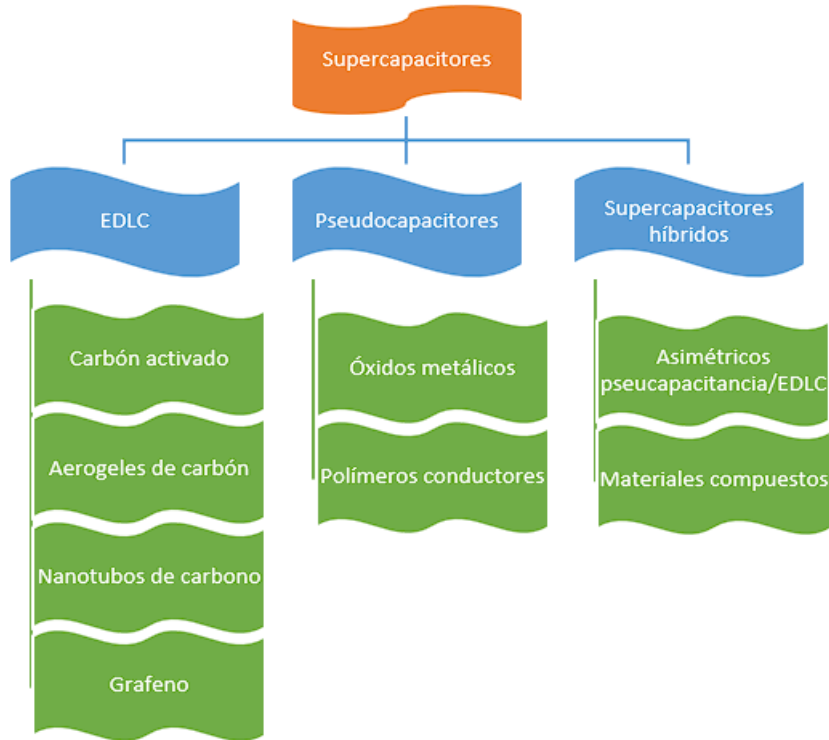 Supercapacitores
EDLC
Pseudocapacitores
Supercapacitores
híbridos
Carbón activado
Óxidos metálicos
Asimétricos
pseucapacitancia/EDLC
Aerogeles de carbón
Polímeros conductores
Materiales compuestos
Nanotubos de carbono
Grafeno